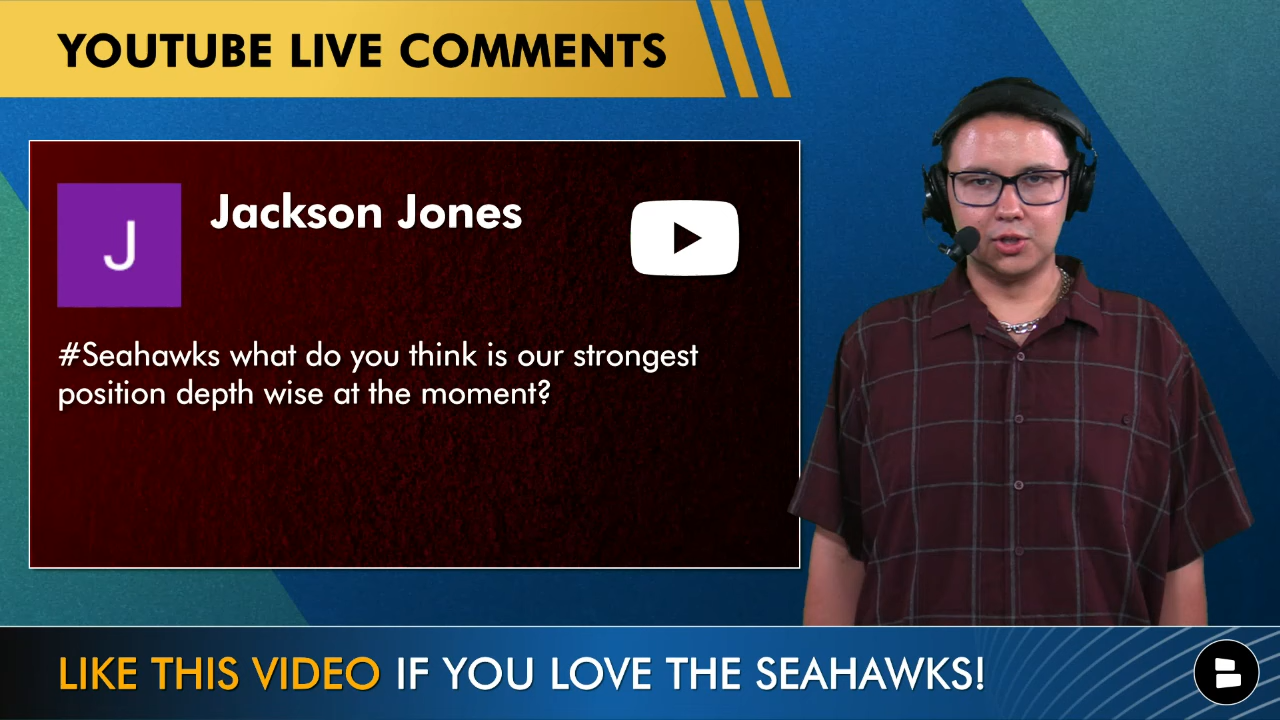 YOUTUBE LIVE COMMENTS
J
Jackson Jones
#Seahawks what do you think is our strongest
position depth wise at the moment?
LIKE THIS VIDEO IF YOU LOVE THE SEAHAWKS!